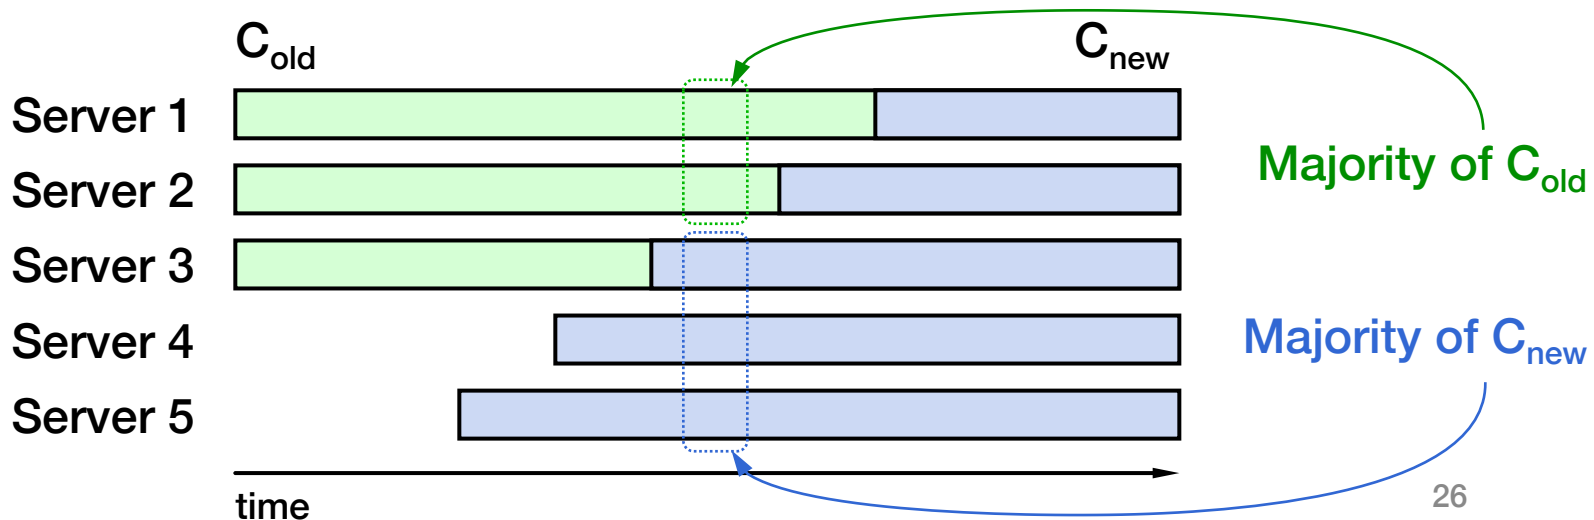 C_old
C_new
Server 1
Server 2
Server 3
Server 4
Server 5
Majority of C_old
Majority of C_new
time
26